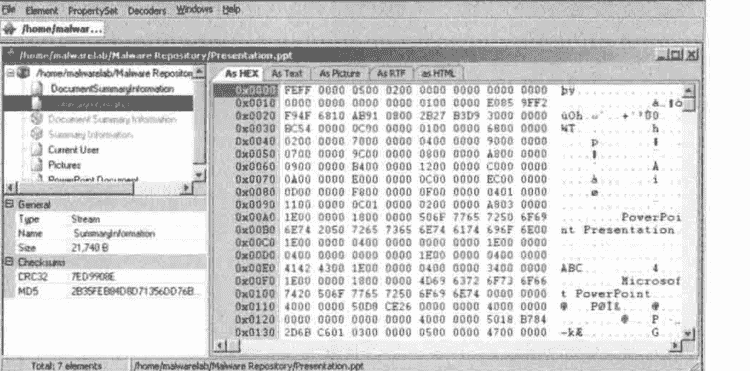 File Element PropertySet Decoders Windows Help
/home/malwar...
/home/malwarelab/Malware Repository/Presentation.ppt
/home/malwarelab/Malware Repositor
DocumentSummaryInformation
Document Summary Information
Summary Information
Current User
Pictures
PowerPoint Document
General
Type Stream
Name SummaryInformation
Size 21,740 B
Checksums
CRC32 7ED9908E
MD5 2B35FEB84D8D71356DD76B...
As HEX As Text As Picture As RTF as HTML
0x0000 FEFF 0000 0500 0200 0000 0000 0000 0000 þy
0x0010 0000 0000 0000 0000 0100 0000 E085 9FF2
0x0020 F94F 6810 AB91 0800 2B27 B3D9 3000 0000
0x0030 BC54 0000 0C00 0000 0100 0000 6800 0000 ¼T h
0x0040 0200 0000 7000 0000 0400 0000 9000 0000 p
0x0050 0700 0000 9C00 0000 0800 0000 A800 0000
0x0060 0900 0000 B400 0000 1200 0000 C000 0000 À
0x0070 0A00 0000 E000 0000 0C00 0000 EC00 0000 à ì
0x0080 0D00 0000 F800 0000 0F00 0000 0401 0000 ø
0x0090 1100 0000 0C01 0000 0200 0000 A803 0000
0x00A0 1E00 0000 1800 0000 506F 7765 7250 6F69 PowerPoi
0x00B0 6E74 2050 7265 7365 6E74 6174 696F 6E00 nt Presentation
0x00C0 1E00 0000 0400 0000 0000 0000 1E00 0000
0x00D0 0400 0000 0000 0000 1E00 0000 0400 0000
0x00E0 4142 4300 1E00 0000 0400 0000 3400 0000 ABC 4
0x00F0 1E00 0000 1800 0000 4D69 6372 6F73 6F66 Microsof
0x0100 7420 506F 7765 7250 6F69 6E74 0000 0000 t PowerPoint
0x0110 4000 0000 50D8 CE26 0000 0000 4000 0000 @ PØÎ& @
0x0120 0000 0000 0000 0000 4000 0000 5018 B784 @ P
0x0130 2D6B C601 0300 0000 0500 0000 4700 0000 -kÆ G
Total: 7 elements /home/malwarelab/Malware Repository/Presentation.ppt